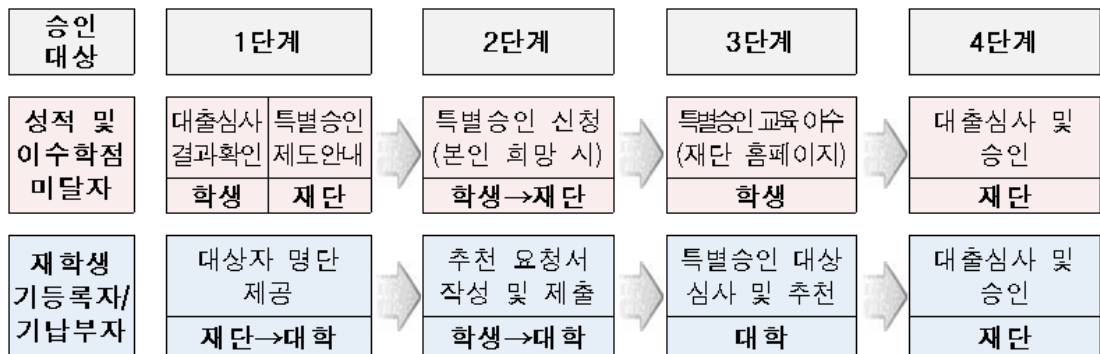 승인
대상
1단계
2단계
3단계
4단계
성적 및
이수학점
미달자
대출심사
결과확인
학생
특별승인
제도안내
재단
특별승인 신청
(본인 희망 시)
학생→재단
특별승인 교육 이수
(재단 홈페이지)
학생
대출심사 및
승인
재단
재학생
기등록자/
기납부자
대상자 명단
제공
재단→대학
추천 요청서
작성 및 제출
학생→대학
특별승인 대상
심사 및 추천
대학
대출심사 및
승인
재단